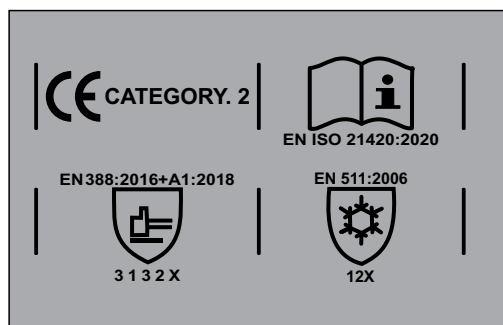 CE CATEGORY. 2
i
EN ISO 21420:2020
EN388:2016+A1:2018
3 1 3 2 X
EN 511:2006
12X